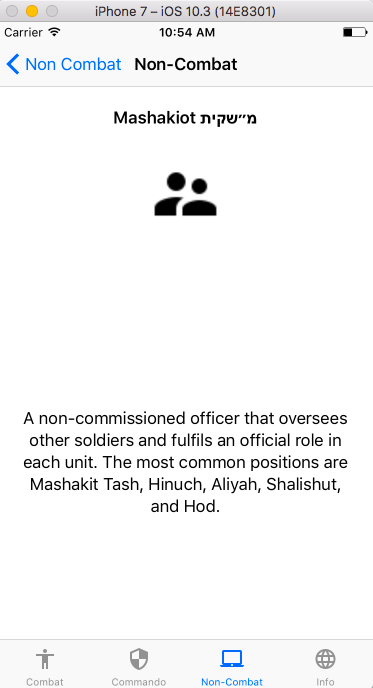 iPhone 7 – iOS 10.3 (14E8301)
Carrier 10:54 AM
Non Combat Non-Combat
Mashakiot מ״שקית
A non-commissioned officer that oversees
other soldiers and fulfils an official role in
each unit. The most common positions are
Mashakit Tash, Hinuch, Aliyah, Shalishut,
and Hod.
Combat Commando Non-Combat Info